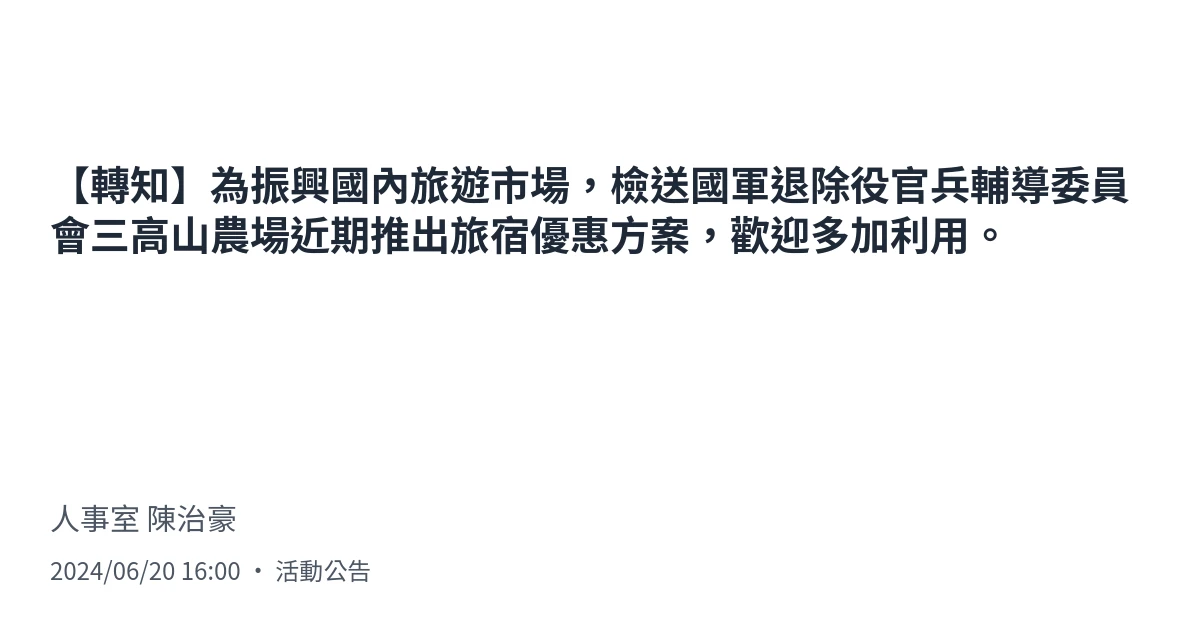 【轉知】為振興國內旅遊市場，檢送國軍退除役官兵輔導委員
會三高山農場近期推出旅宿優惠方案，歡迎多加利用。
人事室 陳治豪
2024/06/20 16:00 ・ 活動公告